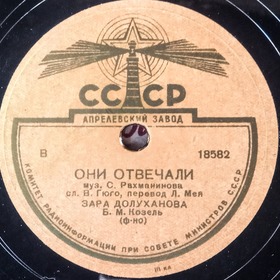 СССР
АПРЕЛЕВСКИЙ ЗАВОД
В 18582
ОНИ ОТВЕЧАЛИ
муз. С. Рахманинова
сл. В. Гюго, перевод Л. Мея
ЗАРА ДОЛУХАНОВА
Б. М. Козель
(ф-но)
КОМИТЕТ РАДИОИНФОРМАЦИИ ПРИ СОВЕТЕ МИНИСТРОВ СССР